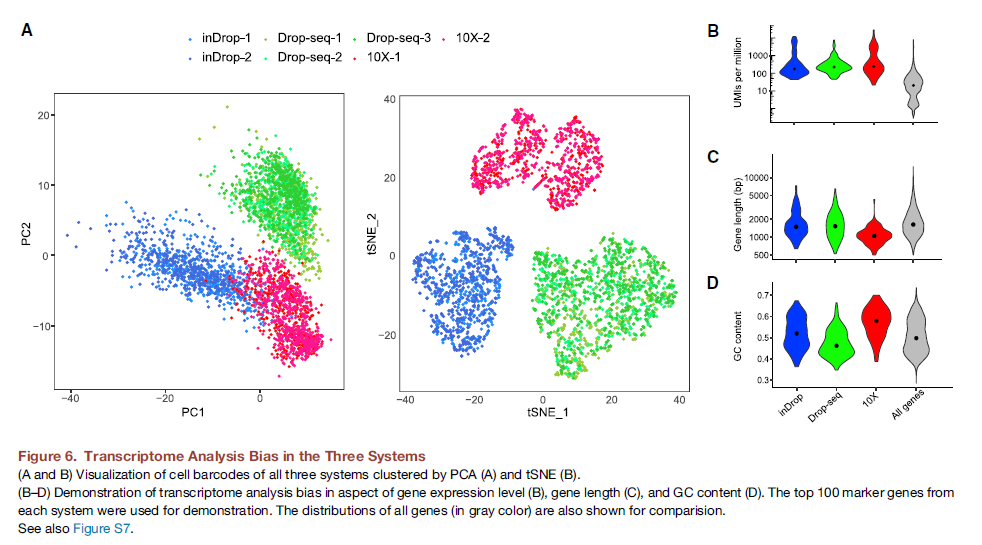 A
inDrop-1 Drop-seq-1 Drop-seq-3 10X-2
inDrop-2 Drop-seq-2 10X-1
20
10
0
−10
PC2
−40 −20 0
PC1
40
20
0
−20
tSNE_2
−40 −20 0 20 40
tSNE_1
B
UMIs per million
1000
100
10
C
Gene length (bp)
10000
5000
2000
1000
500
D
GC content
0.7
0.6
0.5
0.4
0.3
inDrop Drop-seq 10X All genes
Figure 6. Transcriptome Analysis Bias in the Three Systems
(A and B) Visualization of cell barcodes of all three systems clustered by PCA (A) and tSNE (B).
(B–D) Demonstration of transcriptome analysis bias in aspect of gene expression level (B), gene length (C), and GC content (D). The top 100 marker genes from
each system were used for demonstration. The distributions of all genes (in gray color) are also shown for comparision.
See also Figure S7.